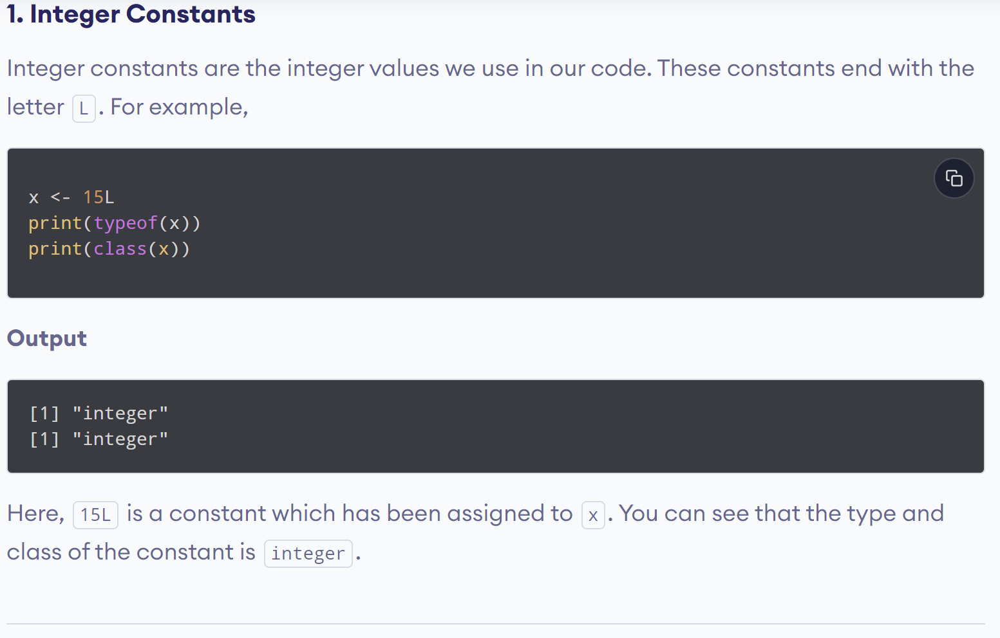 1. Integer Constants
Integer constants are the integer values we use in our code. These constants end with the
letter L. For example,
x <- 15L
print(typeof(x))
print(class(x))
Output
[1] "integer"
[1] "integer"
Here, 15L is a constant which has been assigned to x. You can see that the type and
class of the constant is integer.